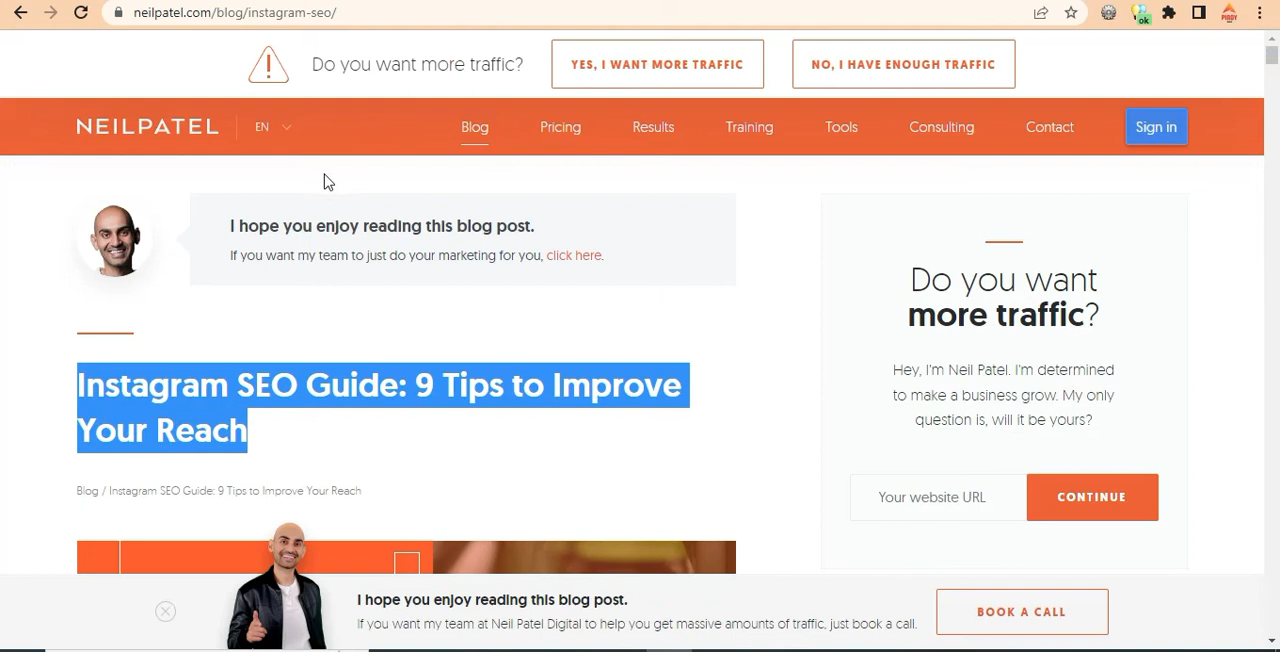 neilpatel.com/blog/instagram-seo/
ok
Do you want more traffic?
YES, I WANT MORE TRAFFIC
NO, I HAVE ENOUGH TRAFFIC
NEILPATEL
EN
Blog
Pricing
Results
Training
Tools
Consulting
Contact
Sign in
I hope you enjoy reading this blog post.
If you want my team to just do your marketing for you, click here.
Instagram SEO Guide: 9 Tips to Improve
Your Reach
Blog / Instagram SEO Guide: 9 Tips to Improve Your Reach
Do you want
more traffic?
Hey, I'm Neil Patel. I'm determined
to make a business grow. My only
question is, will it be yours?
Your website URL
CONTINUE
I hope you enjoy reading this blog post.
If you want my team at Neil Patel Digital to help you get massive amounts of traffic, just book a call.
BOOK A CALL